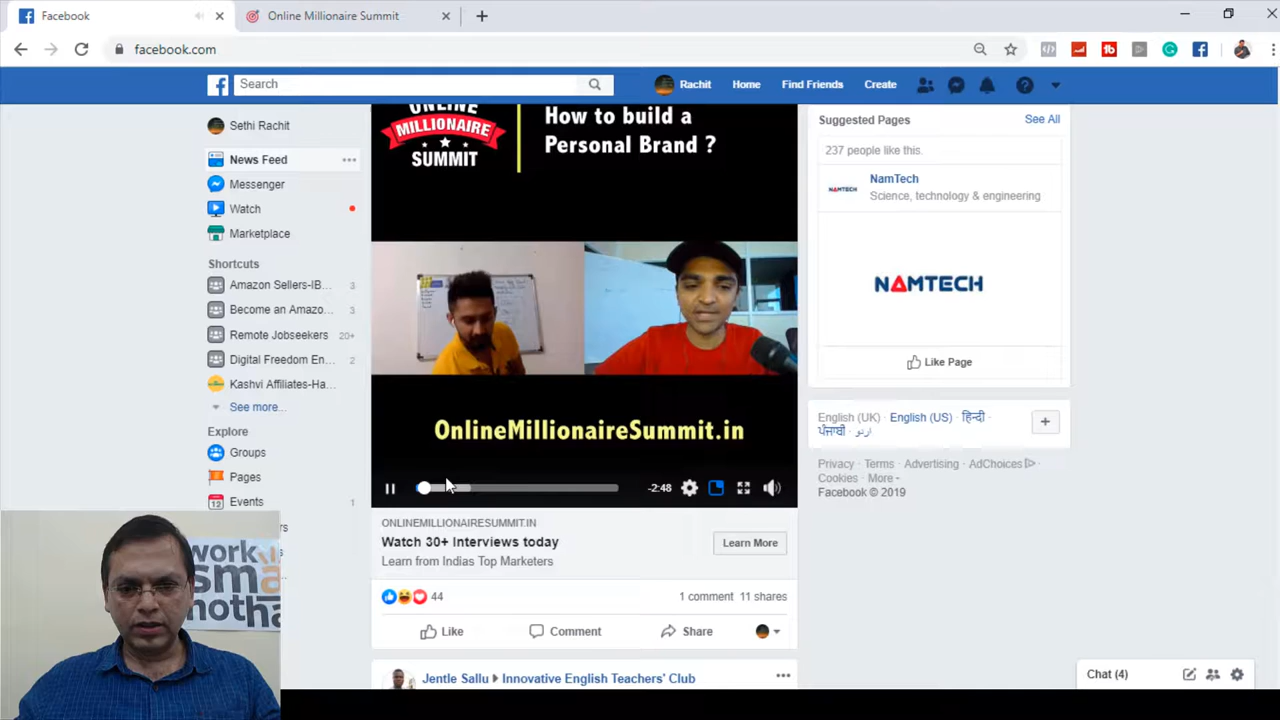 Facebook
Online Millionaire Summit
facebook.com
Search
Rachit
Home
Find Friends
Create
Sethi Rachit
News Feed
Messenger
Watch
Marketplace
Shortcuts
Amazon Sellers-IB... 3
Become an Amazo... 3
Remote Jobseekers 20+
Digital Freedom En... 2
Kashvi Affiliates-Ha...
See more...
Explore
Groups
Pages
Events 1
ONLINE
MILLIONAIRE
SUMMIT
How to build a
Personal Brand ?
OnlineMillionaireSummit.in
-2:48
ONLINEMILLIONAIRESUMMIT.IN
Watch 30+ Interviews today
Learn from Indias Top Marketers
Learn More
44
1 comment 11 shares
Like
Comment
Share
Jentle Sallu Innovative English Teachers' Club
Suggested Pages
See All
237 people like this.
NamTech
Science, technology & engineering
NAMTECH
Like Page
English (UK) · English (US) · हिन्दी ·
ਪੰਜਾਬੀ · اردو
Privacy · Terms · Advertising · AdChoices ·
Cookies · More
Facebook © 2019
Chat (4)
work